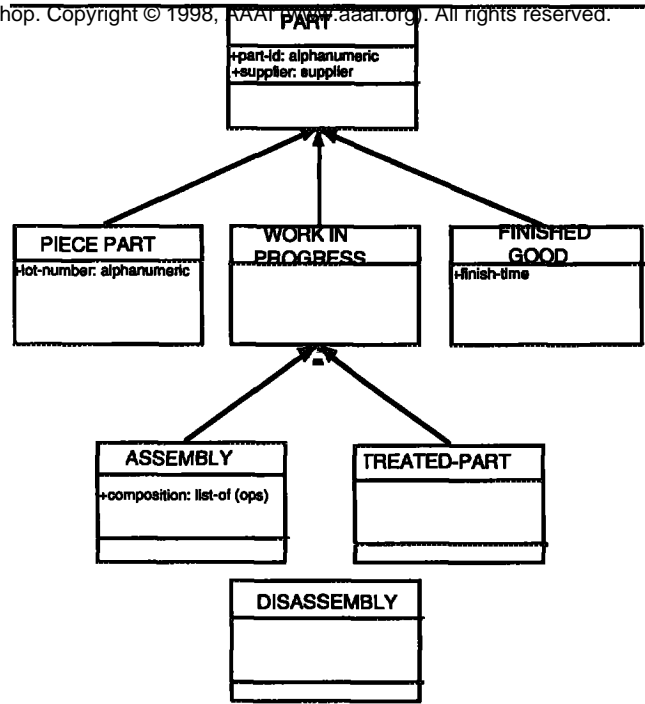 hop. Copyright © 1998, AAAI (www.aaai.org). All rights reserved.
PART
+part-id: alphanumeric
+supplier: supplier
PIECE PART
+lot-number: alphanumeric
WORK IN
PROGRESS
FINISHED
GOOD
+finish-time
ASSEMBLY
+composition: list-of (ops)
TREATED-PART
DISASSEMBLY